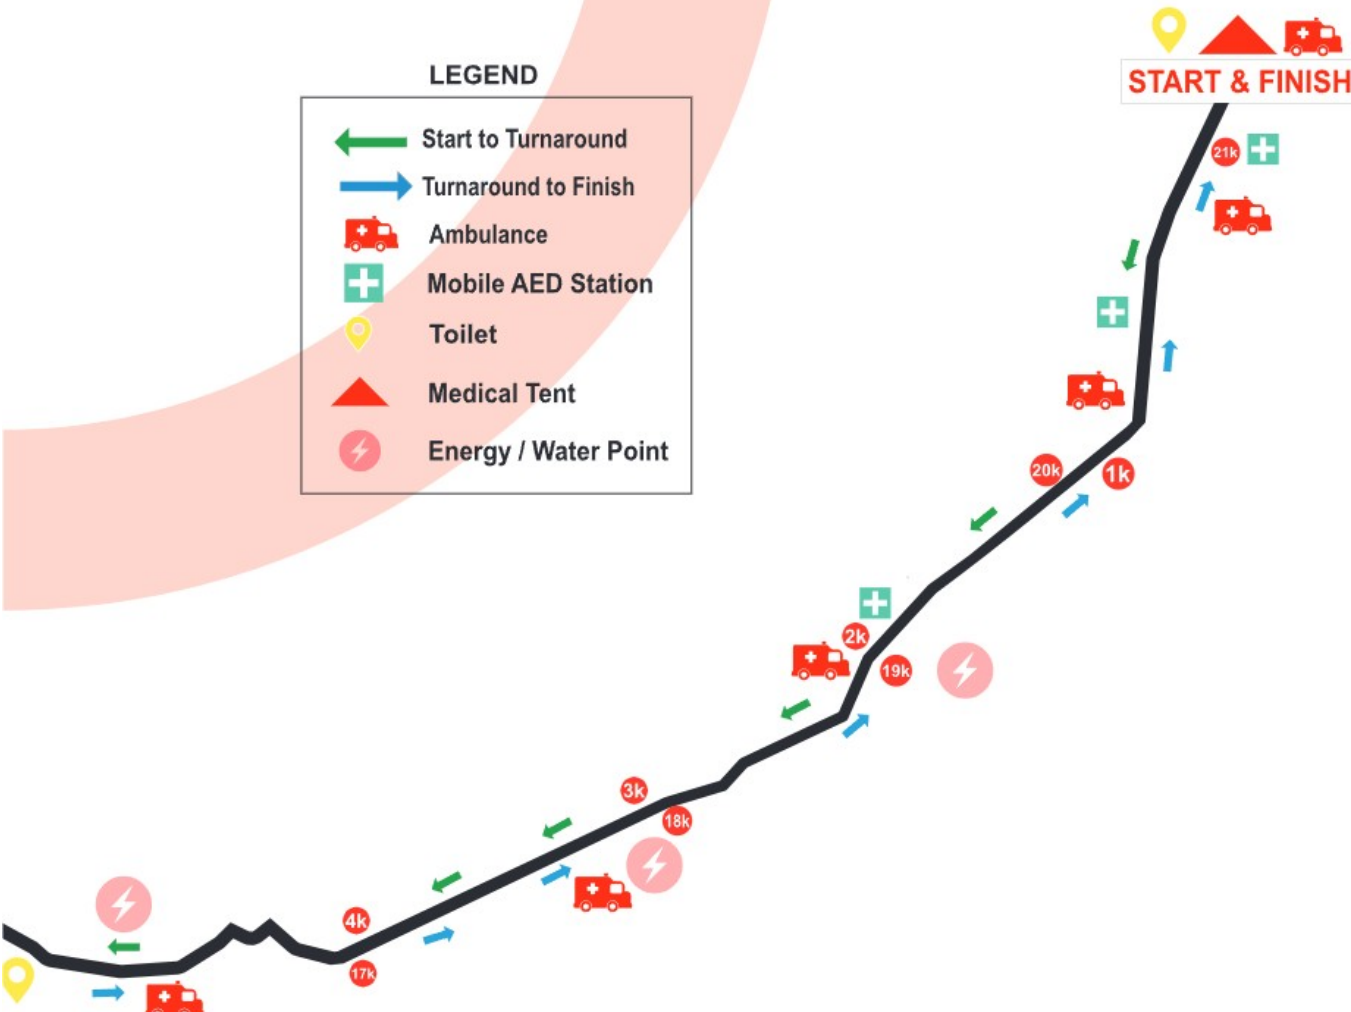 START & FINISH
LEGEND
Start to Turnaround
Turnaround to Finish
Ambulance
Mobile AED Station
Toilet
Medical Tent
Energy / Water Point
21k
20k
1k
2k
19k
3k
18k
4k
17k